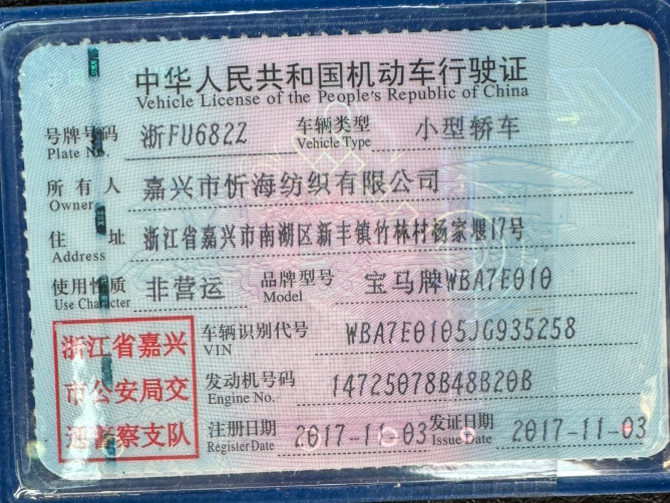 中华人民共和国机动车行驶证
Vehicle License of the People's Republic of China
号牌号码 浙FU682Z 车辆类型 小型轿车
Plate No. Vehicle Type
所有人 嘉兴市忻海纺织有限公司
Owner
住址 浙江省嘉兴市南湖区新丰镇竹林村杨家堰17号
Address
使用性质 非营运 品牌型号 宝马牌WBA7E010
Use Character Model
浙江省嘉兴
市公安局交
通警察支队
车辆识别代号 WBA7E0105JG935258
VIN
发动机号码 14725078B48B20B
Engine No.
注册日期 2017-11-03 发证日期 2017-11-03
Register Date Issue Date